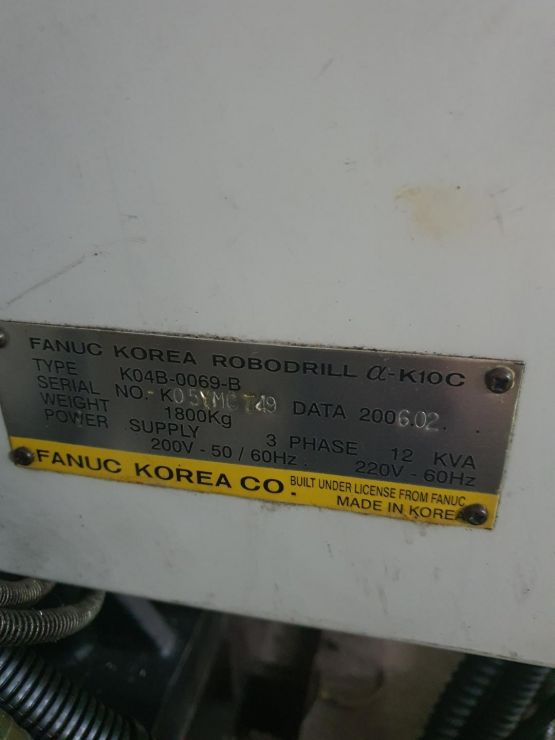 FANUC KOREA ROBODRILL α-K10C
TYPE K04B-0069-B
SERIAL NO. DATA 2006.02.
WEIGHT 1800Kg
POWER SUPPLY 3 PHASE 12 KVA
200V - 50 / 60Hz. 220V - 60Hz
FANUC KOREA CO.
BUILT UNDER LICENSE FROM FANUC
MADE IN KOREA